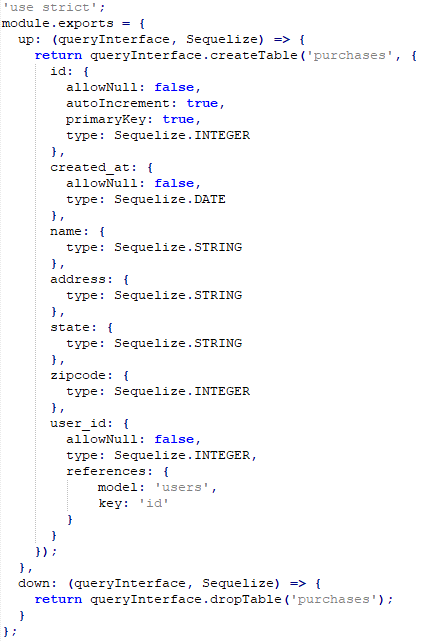 'use strict';
module.exports = {
  up: (queryInterface, Sequelize) => {
    return queryInterface.createTable('purchases', {
      id: {
        allowNull: false,
        autoIncrement: true,
        primaryKey: true,
        type: Sequelize.INTEGER
      },
      created_at: {
        allowNull: false,
        type: Sequelize.DATE
      },
      name: {
        type: Sequelize.STRING
      },
      address: {
        type: Sequelize.STRING
      },
      state: {
        type: Sequelize.STRING
      },
      zipcode: {
        type: Sequelize.INTEGER
      },
      user_id: {
        allowNull: false,
        type: Sequelize.INTEGER,
        references: {
            model: 'users',
            key: 'id'
        }
      }
    });
  },
  down: (queryInterface, Sequelize) => {
    return queryInterface.dropTable('purchases');
  }
};